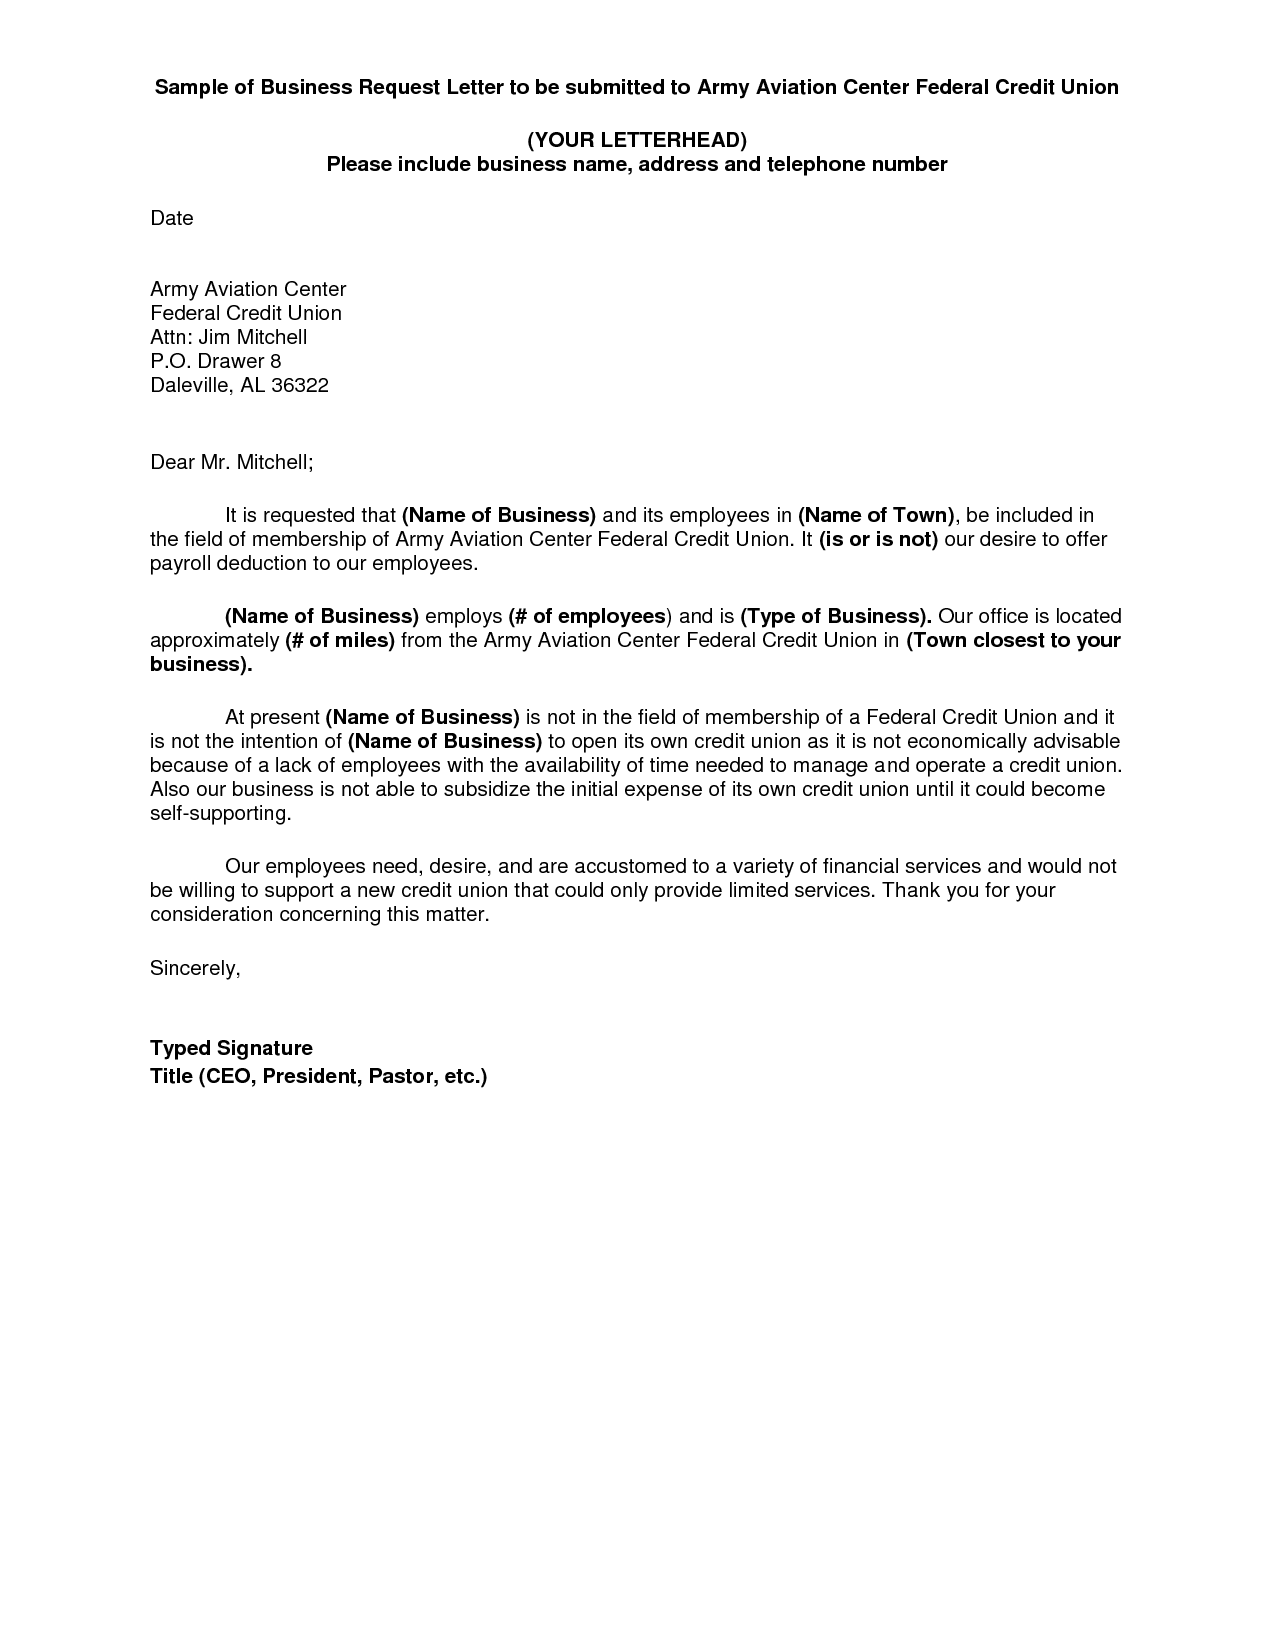 Sample of Business Request Letter to be submitted to Army Aviation Center Federal Credit Union
(YOUR LETTERHEAD)
Please include business name, address and telephone number
Date
Army Aviation Center
Federal Credit Union
Attn: Jim Mitchell
P.O. Drawer 8
Daleville, AL 36322
Dear Mr. Mitchell;
It is requested that (Name of Business) and its employees in (Name of Town), be included in
the field of membership of Army Aviation Center Federal Credit Union. It (is or is not) our desire to offer
payroll deduction to our employees.
(Name of Business) employs (# of employees) and is (Type of Business). Our office is located
approximately (# of miles) from the Army Aviation Center Federal Credit Union in (Town closest to your
business).
At present (Name of Business) is not in the field of membership of a Federal Credit Union and it
is not the intention of (Name of Business) to open its own credit union as it is not economically advisable
because of a lack of employees with the availability of time needed to manage and operate a credit union.
Also our business is not able to subsidize the initial expense of its own credit union until it could become
self-supporting.
Our employees need, desire, and are accustomed to a variety of financial services and would not
be willing to support a new credit union that could only provide limited services. Thank you for your
consideration concerning this matter.
Sincerely,
Typed Signature
Title (CEO, President, Pastor, etc.)